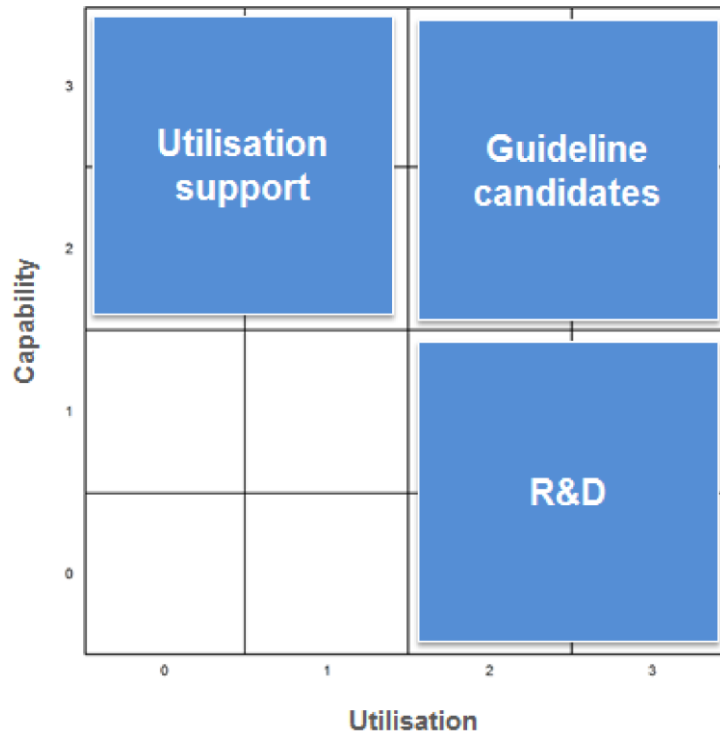 3
Utilisation
support
Guideline
candidates
2
Capability
1
R&D
0
0 1 2 3
Utilisation